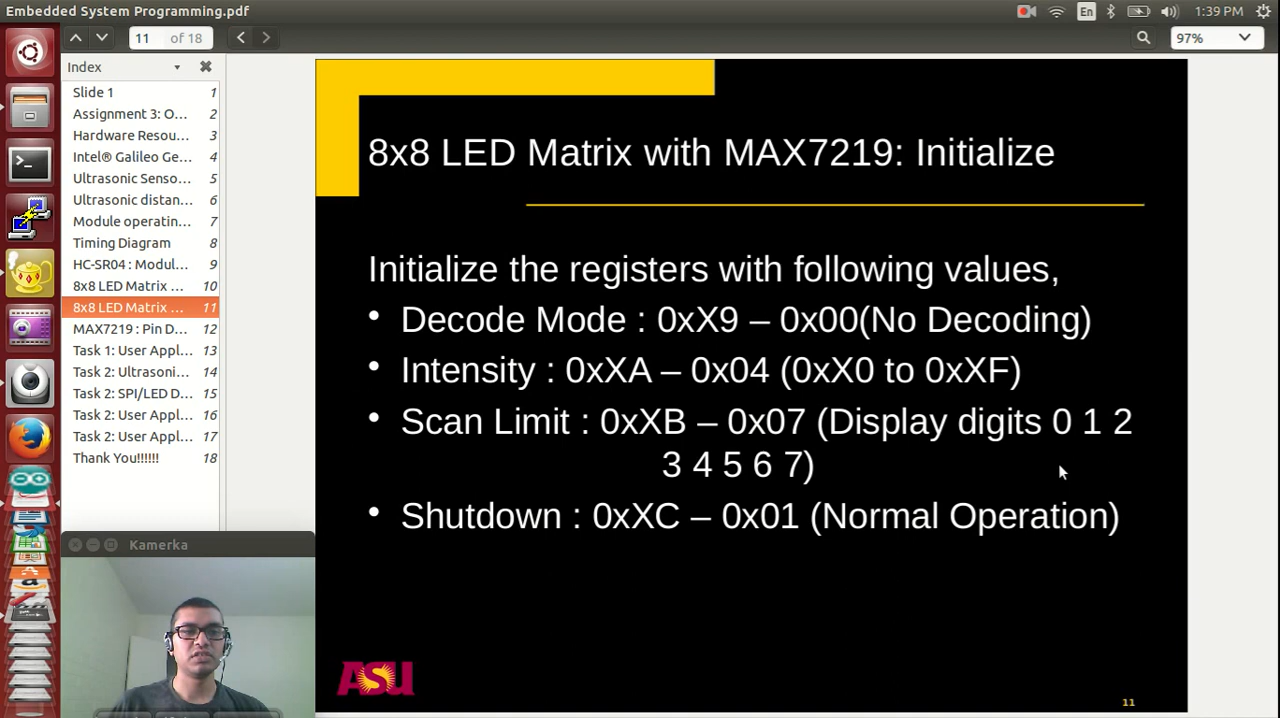 Embedded System Programming.pdf
En
1:39 PM
11
of 18
97%
Index
Slide 1 1
Assignment 3: O... 2
Hardware Resou... 3
Intel® Galileo Ge... 4
Ultrasonic Senso... 5
Ultrasonic distan... 6
Module operatin... 7
Timing Diagram 8
HC-SR04 : Modul... 9
8x8 LED Matrix ... 10
8x8 LED Matrix ... 11
MAX7219 : Pin D... 12
Task 1: User Appl... 13
Task 2: Ultrasoni... 14
Task 2: SPI/LED D... 15
Task 2: User Appl... 16
Task 2: User Appl... 17
Thank You!!!!!! 18
Kamerka
8x8 LED Matrix with MAX7219: Initialize
Initialize the registers with following values,
• Decode Mode : 0xX9 – 0x00(No Decoding)
• Intensity : 0xXA – 0x04 (0xX0 to 0xXF)
• Scan Limit : 0xXB – 0x07 (Display digits 0 1 2
3 4 5 6 7)
• Shutdown : 0xXC – 0x01 (Normal Operation)
ASU
11